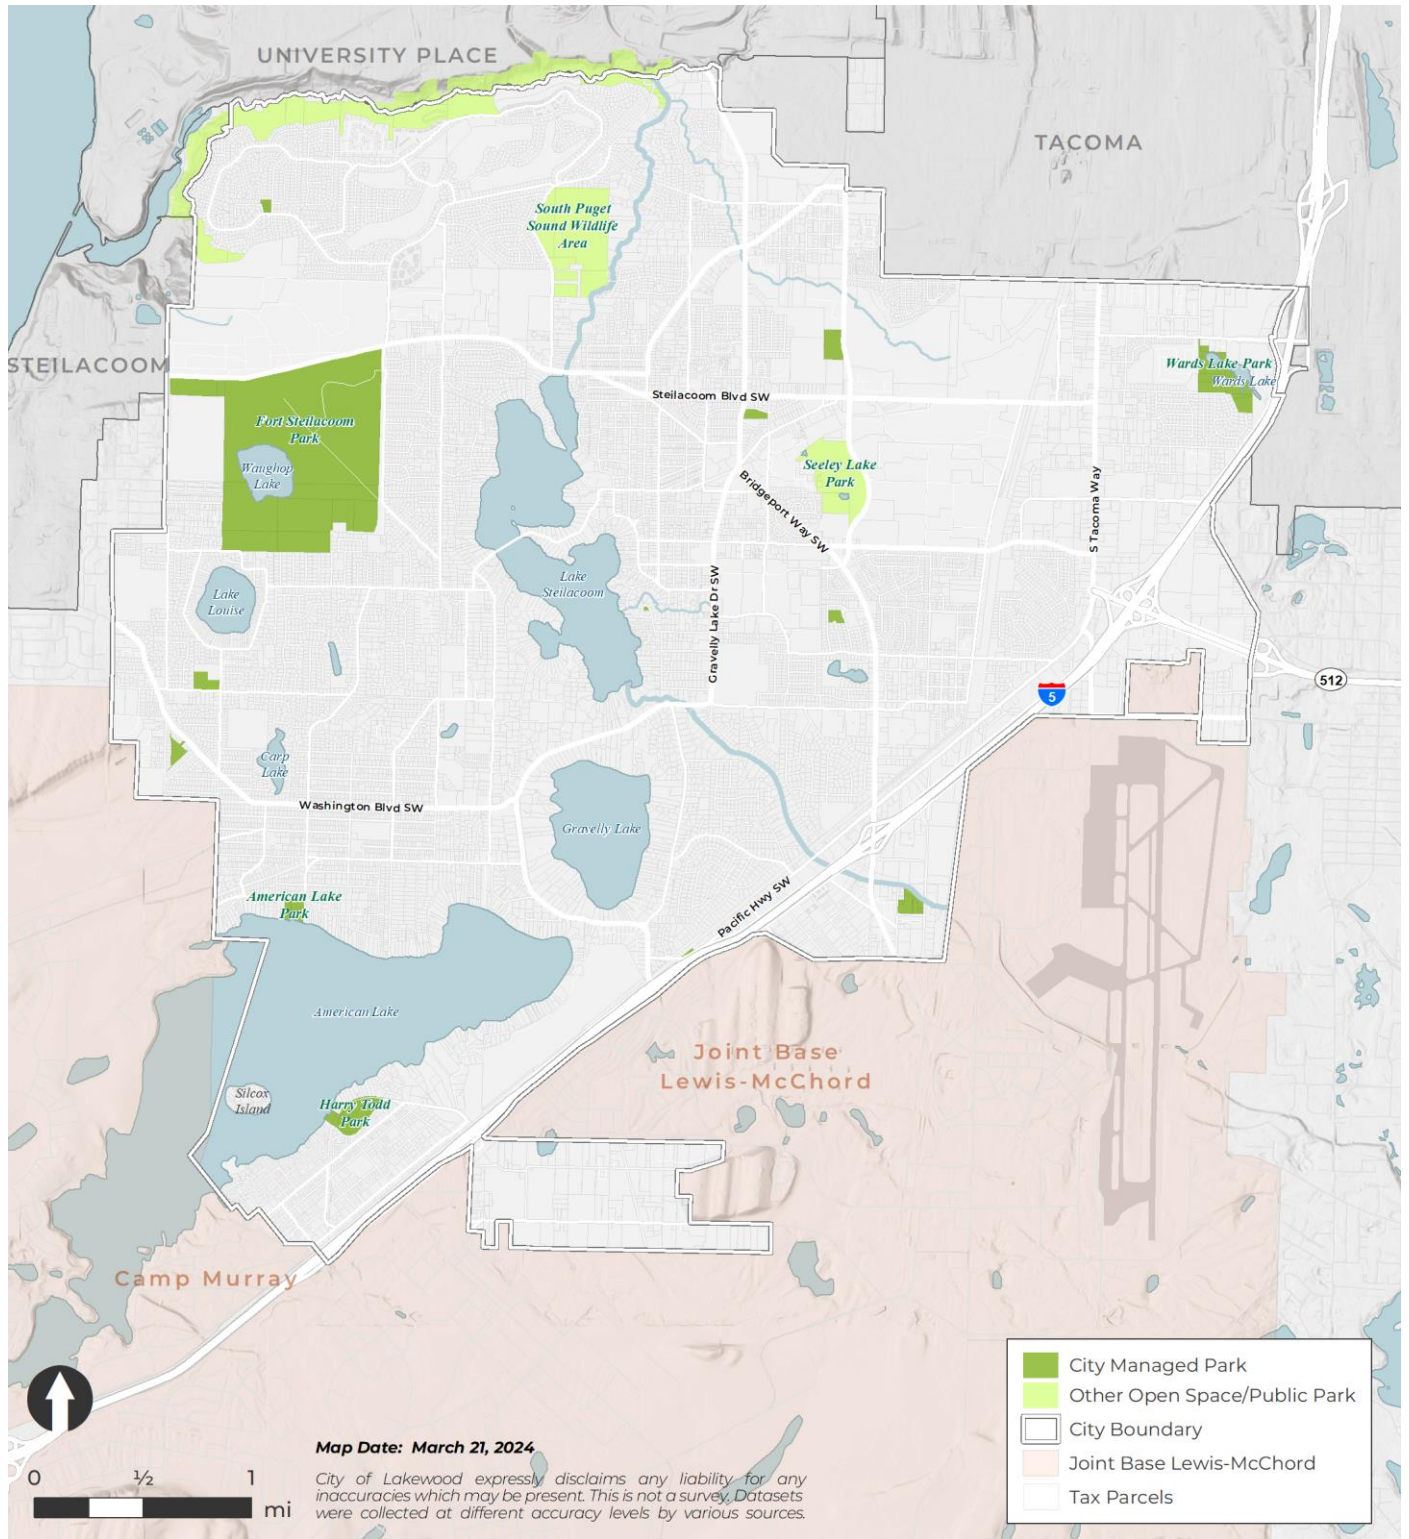 UNIVERSITY PLACE
TACOMA
South Puget
Sound Wildlife
Area
STEILACOOM
Wards Lake Park
Wards Lake
Steilacoom Blvd SW
Fort Steilacoom
Park
Waughop
Lake
Seeley Lake
Park
Bridgeport Way SW
S Tacoma Way
Lake
Louise
Lake
Steilacoom
Gravelly Lake Dr SW
512
5
Carp
Lake
Washington Blvd SW
Gravelly Lake
American Lake
Park
Pacific Hwy SW
American Lake
Joint Base
Lewis-McChord
Silcox
Island
Harry Todd
Park
Camp Murray
City Managed Park
Other Open Space/Public Park
City Boundary
Joint Base Lewis-McChord
Tax Parcels
0 ½ 1
mi
Map Date: March 21, 2024
City of Lakewood expressly disclaims any liability for any
inaccuracies which may be present. This is not a survey. Datasets
were collected at different accuracy levels by various sources.